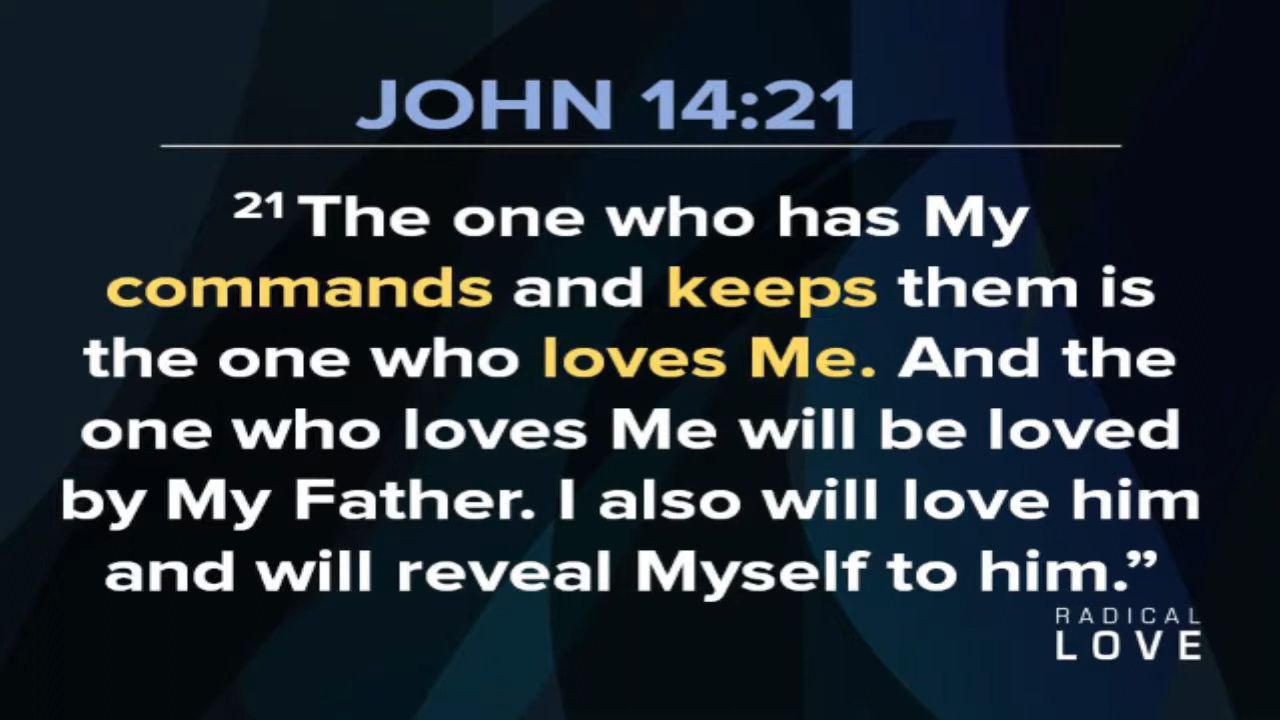 JOHN 14:21
²¹ The one who has My
commands and keeps them is
the one who loves Me. And the
one who loves Me will be loved
by My Father. I also will love him
and will reveal Myself to him.”
RADICAL
LOVE